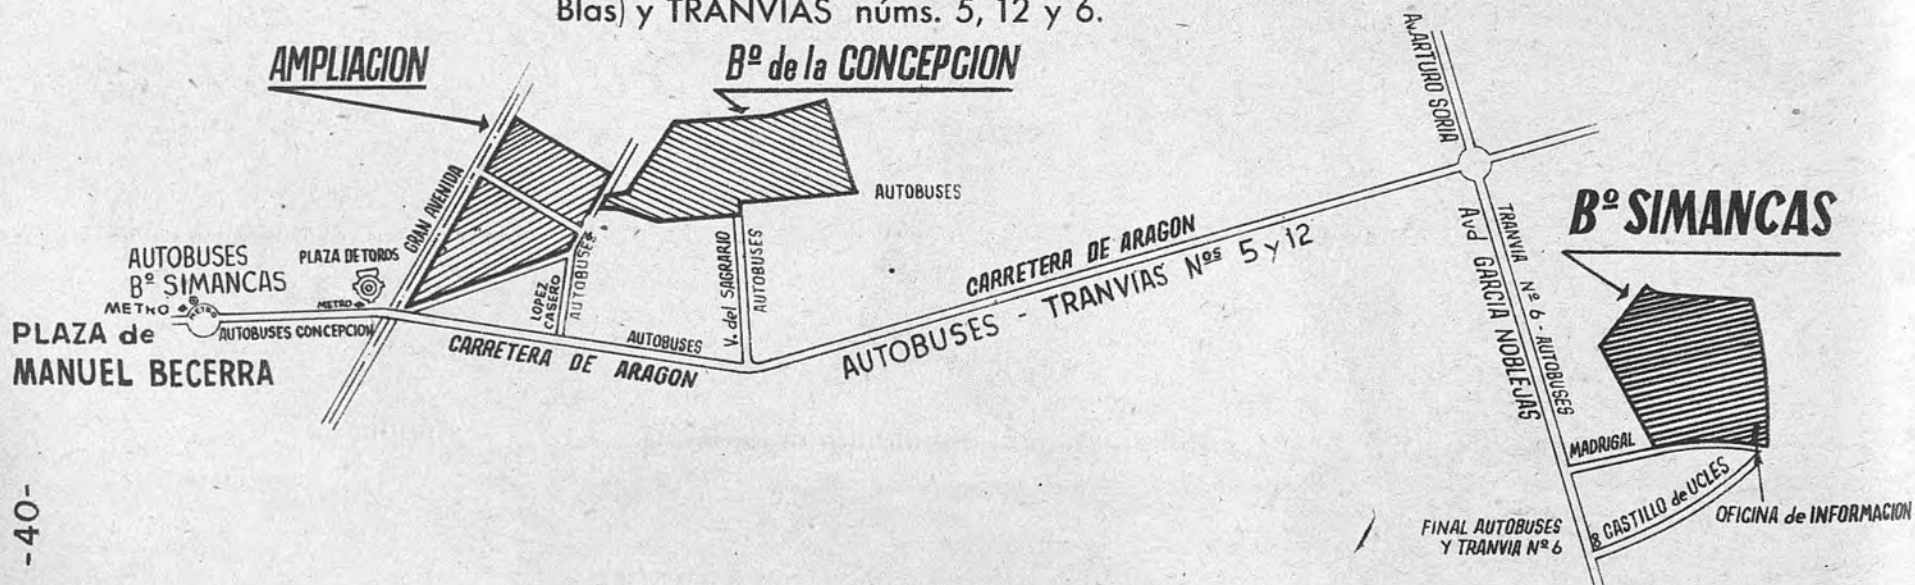 Blas) y TRANVIAS núms. 5, 12 y 6.
AMPLIACION
Bº de la CONCEPCION
Av. ARTURO SORIA
GRAN AVENIDA
AUTOBUSES
AUTOBUSES
Bº SIMANCAS
PLAZA DE TOROS
METRO
METRO
METRO
PLAZA de
MANUEL BECERRA
AUTOBUSES CONCEPCION
LOPEZ
CASERO
AUTOBUSES
CARRETERA DE ARAGON
AUTOBUSES
V. del SAGRARIO
AUTOBUSES
CARRETERA DE ARAGON
AUTOBUSES - TRANVIAS Nos 5 y 12
Bº SIMANCAS
TRANVIA Nº 6 - AUTOBUSES
Avd GARCIA NOBLEJAS
MADRIGAL
CASTILLO de UCLES
OFICINA de INFORMACION
FINAL AUTOBUSES
Y TRANVIA Nº 6
-40-